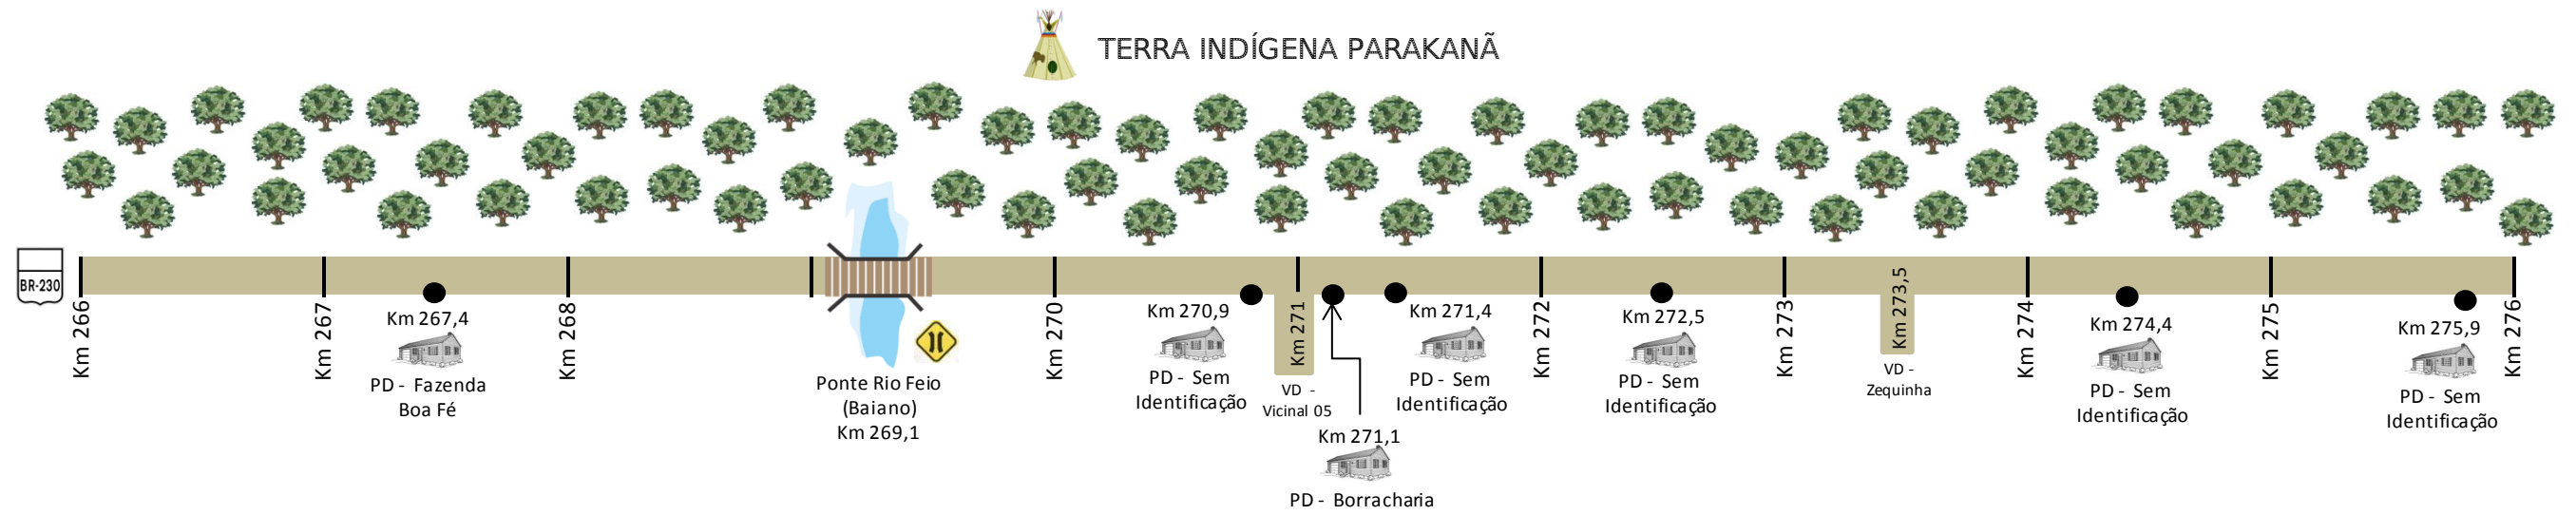 TERRA INDÍGENA PARAKANÃ
BR-230
Km 266
Km 267
Km 267,4
PD - Fazenda
Boa Fé
Km 268
Ponte Rio Feio
(Baiano)
Km 269,1
Km 270
Km 270,9
PD - Sem
Identificação
Km 271
VD -
Vicinal 05
Km 271,1
PD - Borracharia
Km 271,4
PD - Sem
Identificação
Km 272
Km 272,5
PD - Sem
Identificação
Km 273
Km 273,5
VD -
Zequinha
Km 274
Km 274,4
PD - Sem
Identificação
Km 275
Km 275,9
PD - Sem
Identificação
Km 276